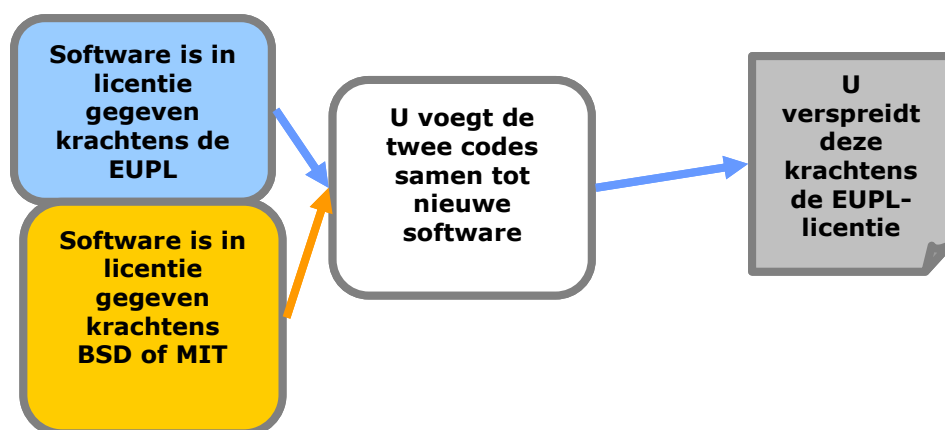 Software is in
licentie
gegeven
krachtens de
EUPL
Software is in
licentie
gegeven
krachtens
BSD of MIT
U voegt de
twee codes
samen tot
nieuwe
software
U
verspreidt
deze
krachtens
de EUPL-
licentie